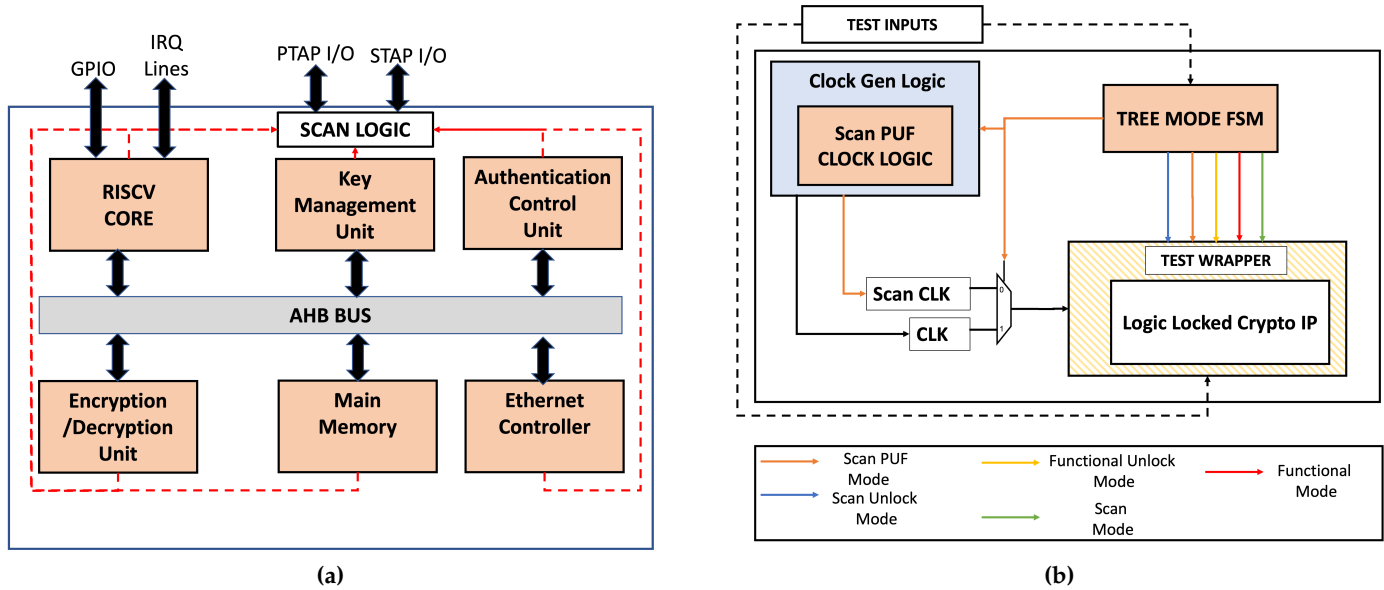 IRQ
Lines
GPIO
PTAP I/O
STAP I/O
SCAN LOGIC
RISCV
CORE
Key
Management
Unit
Authentication
Control
Unit
AHB BUS
Encryption
/Decryption
Unit
Main
Memory
Ethernet
Controller
(a)
TEST INPUTS
Clock Gen Logic
Scan PUF
CLOCK LOGIC
TREE MODE FSM
TEST WRAPPER
Logic Locked Crypto IP
Scan CLK
0
CLK
1
Scan PUF
Mode
Scan Unlock
Mode
Functional Unlock
Mode
Scan
Mode
Functional
Mode
(b)